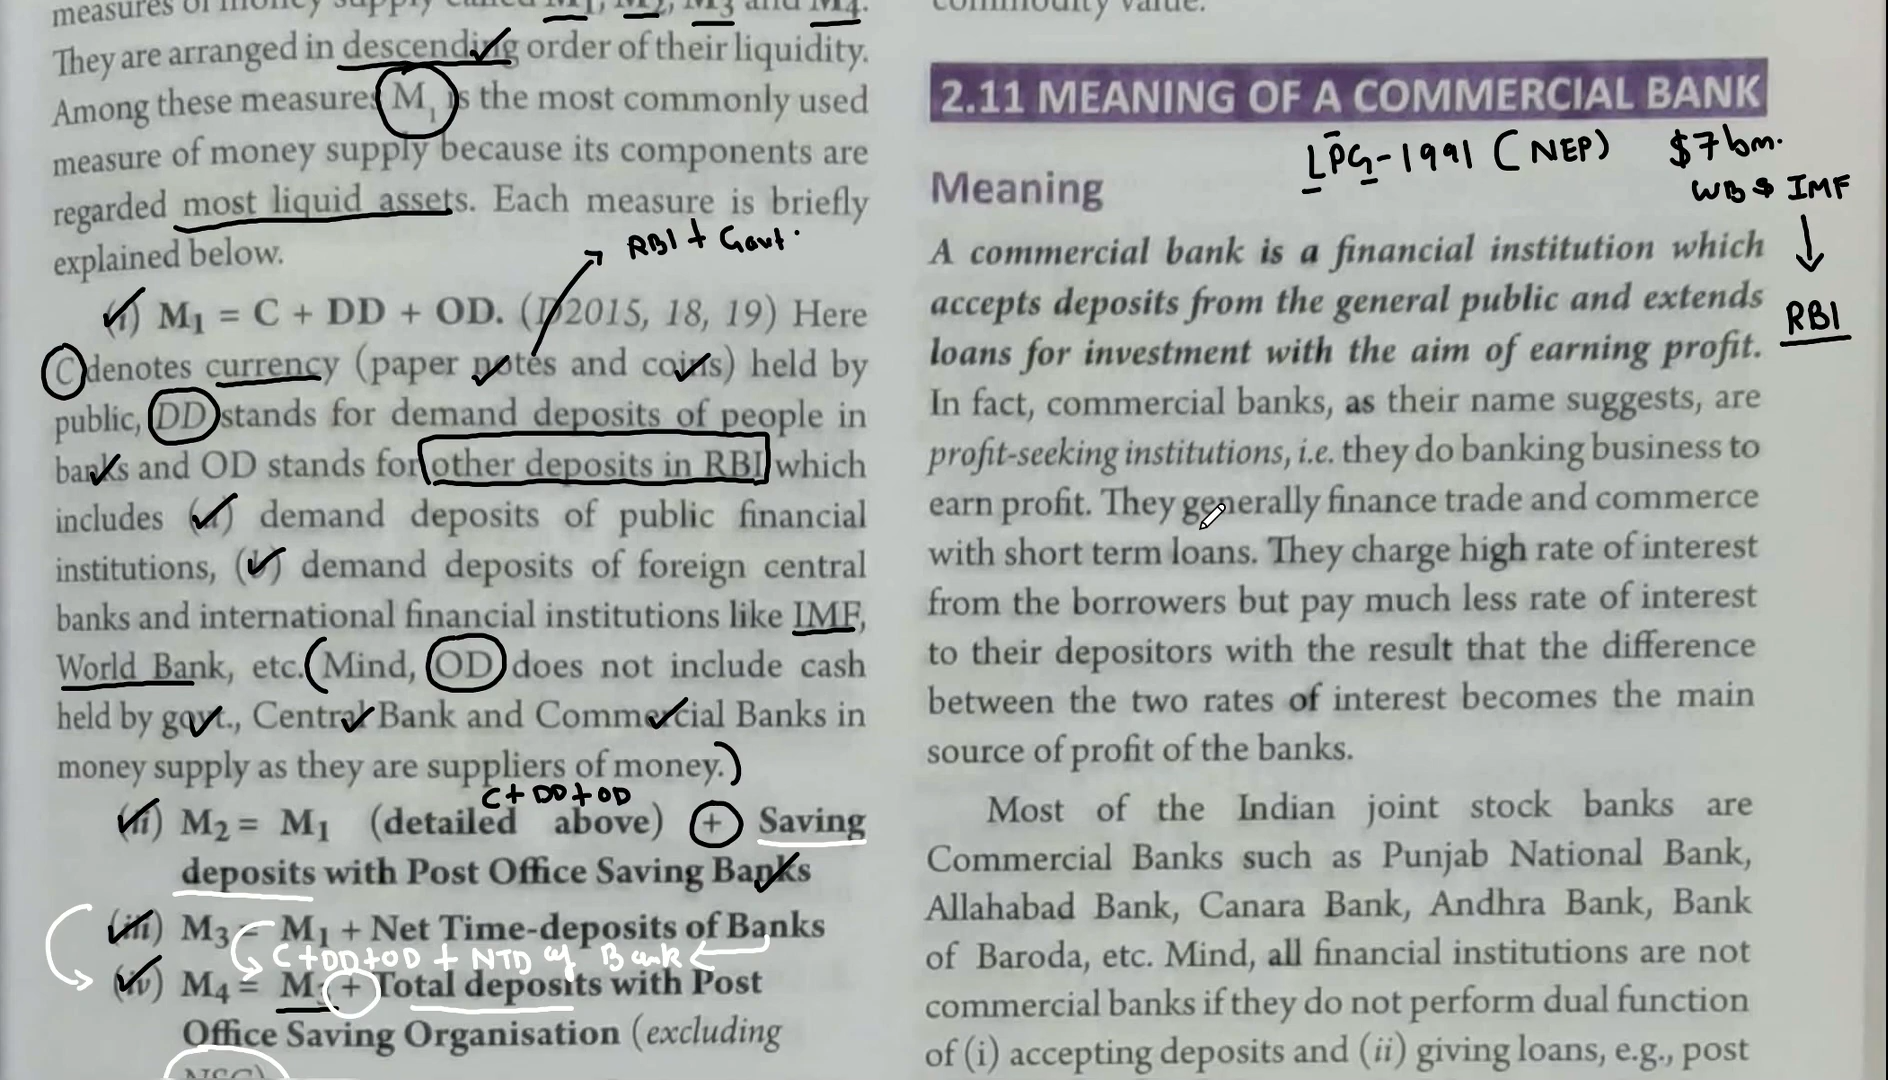 measures of money supply called M1, M2, M3 and M4.
They are arranged in descending order of their liquidity.
Among these measures M1 is the most commonly used
measure of money supply because its components are
regarded most liquid assets. Each measure is briefly
explained below.
RBI + Govt.
(i) M1 = C + DD + OD. (D 2015, 18, 19) Here
C denotes currency (paper notes and coins) held by
public, DD stands for demand deposits of people in
banks and OD stands for other deposits in RBI which
includes (a) demand deposits of public financial
institutions, (b) demand deposits of foreign central
banks and international financial institutions like IMF,
World Bank, etc. (Mind, OD does not include cash
held by govt., Central Bank and Commercial Banks in
money supply as they are suppliers of money.)
C + DD + OD
(ii) M2 = M1 (detailed above) + Saving
deposits with Post Office Saving Banks
(iii) M3 = M1 + Net Time-deposits of Banks
C+DD+OD + NTD of Bank
(iv) M4 = M3 + Total deposits with Post
Office Saving Organisation (excluding
NSC)
commodity value.
2.11 MEANING OF A COMMERCIAL BANK
LPG-1991 (NEP) $7bm.
WB $ IMF
RBI
Meaning
A commercial bank is a financial institution which
accepts deposits from the general public and extends
loans for investment with the aim of earning profit.
In fact, commercial banks, as their name suggests, are
profit-seeking institutions, i.e. they do banking business to
earn profit. They generally finance trade and commerce
with short term loans. They charge high rate of interest
from the borrowers but pay much less rate of interest
to their depositors with the result that the difference
between the two rates of interest becomes the main
source of profit of the banks.
Most of the Indian joint stock banks are
Commercial Banks such as Punjab National Bank,
Allahabad Bank, Canara Bank, Andhra Bank, Bank
of Baroda, etc. Mind, all financial institutions are not
commercial banks if they do not perform dual function
of (i) accepting deposits and (ii) giving loans, e.g., post